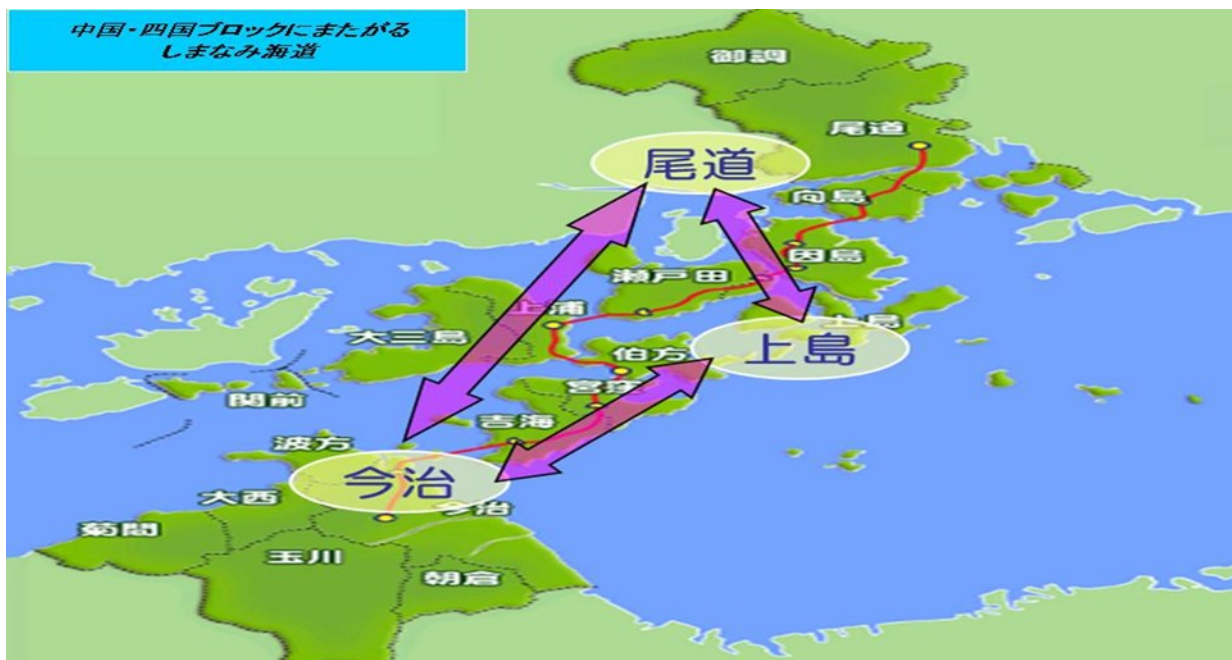 中国・四国ブロックにまたがる
しまなみ海道
御調
尾道
尾道
向島
因島
瀬戸田
上島
上浦
上島
大三島
伯方
宮窪
関前
吉海
波方
今治
大西
今治
菊間
玉川
朝倉